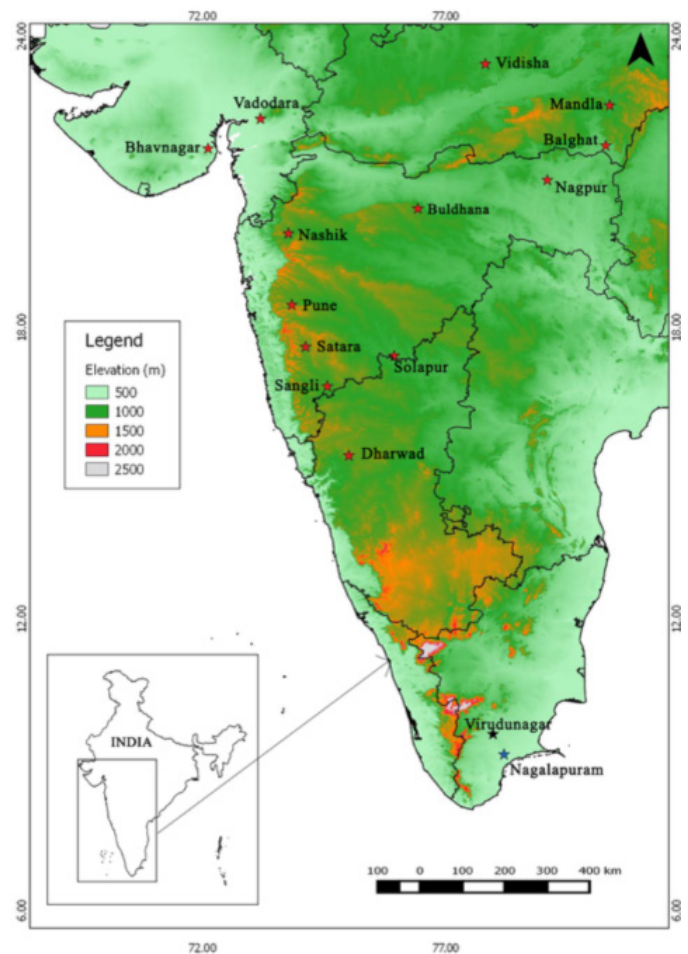 72.00 77.00
24.00 24.00
Vidisha
Vadodara
Mandla
Bhavnagar
Balghat
Nagpur
Buldhana
Nashik
Pune
18.00 18.00
Legend
Satara
Solapur
Elevation (m)
Sangli
500
1000
1500
2000
2500
Dharwad
12.00 12.00
INDIA
Virudunagar
Nagalapuram
100 0 100 200 300 400 km
6.00 6.00
72.00 77.00